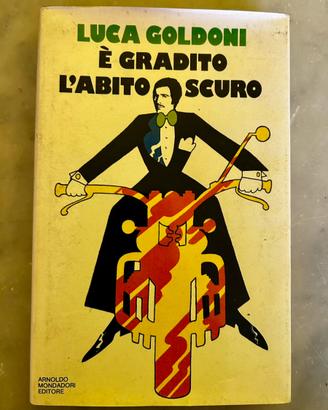 LUCA GOLDONI
È GRADITO
L'ABITO SCURO
ARNOLDO
MONDADORI
EDITORE